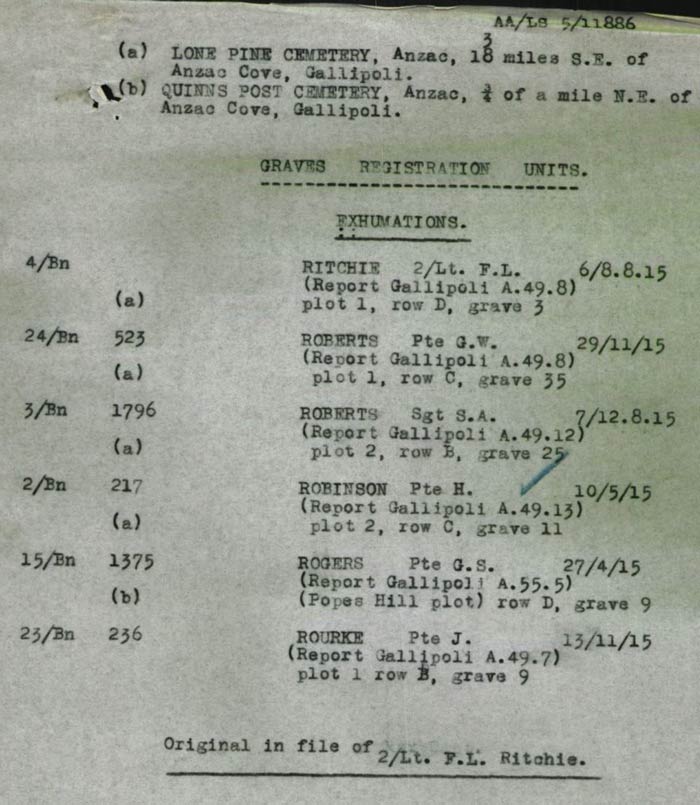 AA/LS 5/11886
(a) LONE PINE CEMETERY, Anzac, 1 3/8 miles S.E. of
Anzac Cove, Gallipoli.
(b) QUINNS POST CEMETERY, Anzac, ¾ of a mile N.E. of
Anzac Cove, Gallipoli.
GRAVES REGISTRATION UNITS.
EXHUMATIONS.
4/Bn RITCHIE 2/Lt. F.L. 6/8.8.15
(Report Gallipoli A.49.8)
(a) plot 1, row D, grave 3
24/Bn 523 ROBERTS Pte G.W. 29/11/15
(Report Gallipoli A.49.8)
(a) plot 1, row C, grave 35
3/Bn 1796 ROBERTS Sgt S.A. 7/12.8.15
(Report Gallipoli A.49.12)
(a) plot 2, row B, grave 25
2/Bn 217 ROBINSON Pte H. 10/5/15
(Report Gallipoli A.49.13)
(a) plot 2, row C, grave 11
15/Bn 1375 ROGERS Pte G.S. 27/4/15
(Report Gallipoli A.55.5)
(b) (Popes Hill plot) row D, grave 9
23/Bn 236 ROURKE Pte J. 13/11/15
(Report Gallipoli A.49.7)
plot 1 row B, grave 9
Original in file of 2/Lt. F.L. Ritchie.